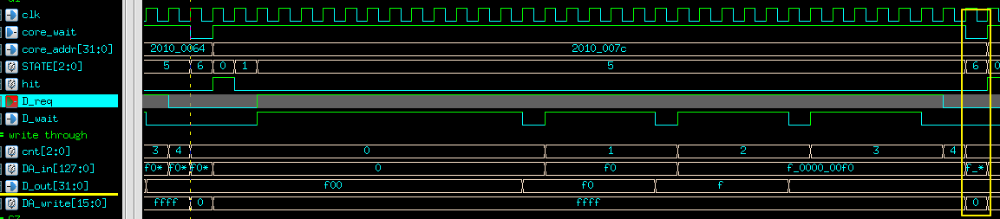 clk
core_wait
core_addr[31:0] 2010_0064 2010_007c
STATE[2:0] 5 6 0 1 5 6 0
hit
D_req
D_wait
= write through
cnt[2:0] 3 4 0 1 2 3 4
DA_in[127:0] f0* f0* f0* 0 f0 f_0000_00f0 f_*
D_out[31:0] f00 f0 f
DA_write[15:0] ffff 0 ffff 0